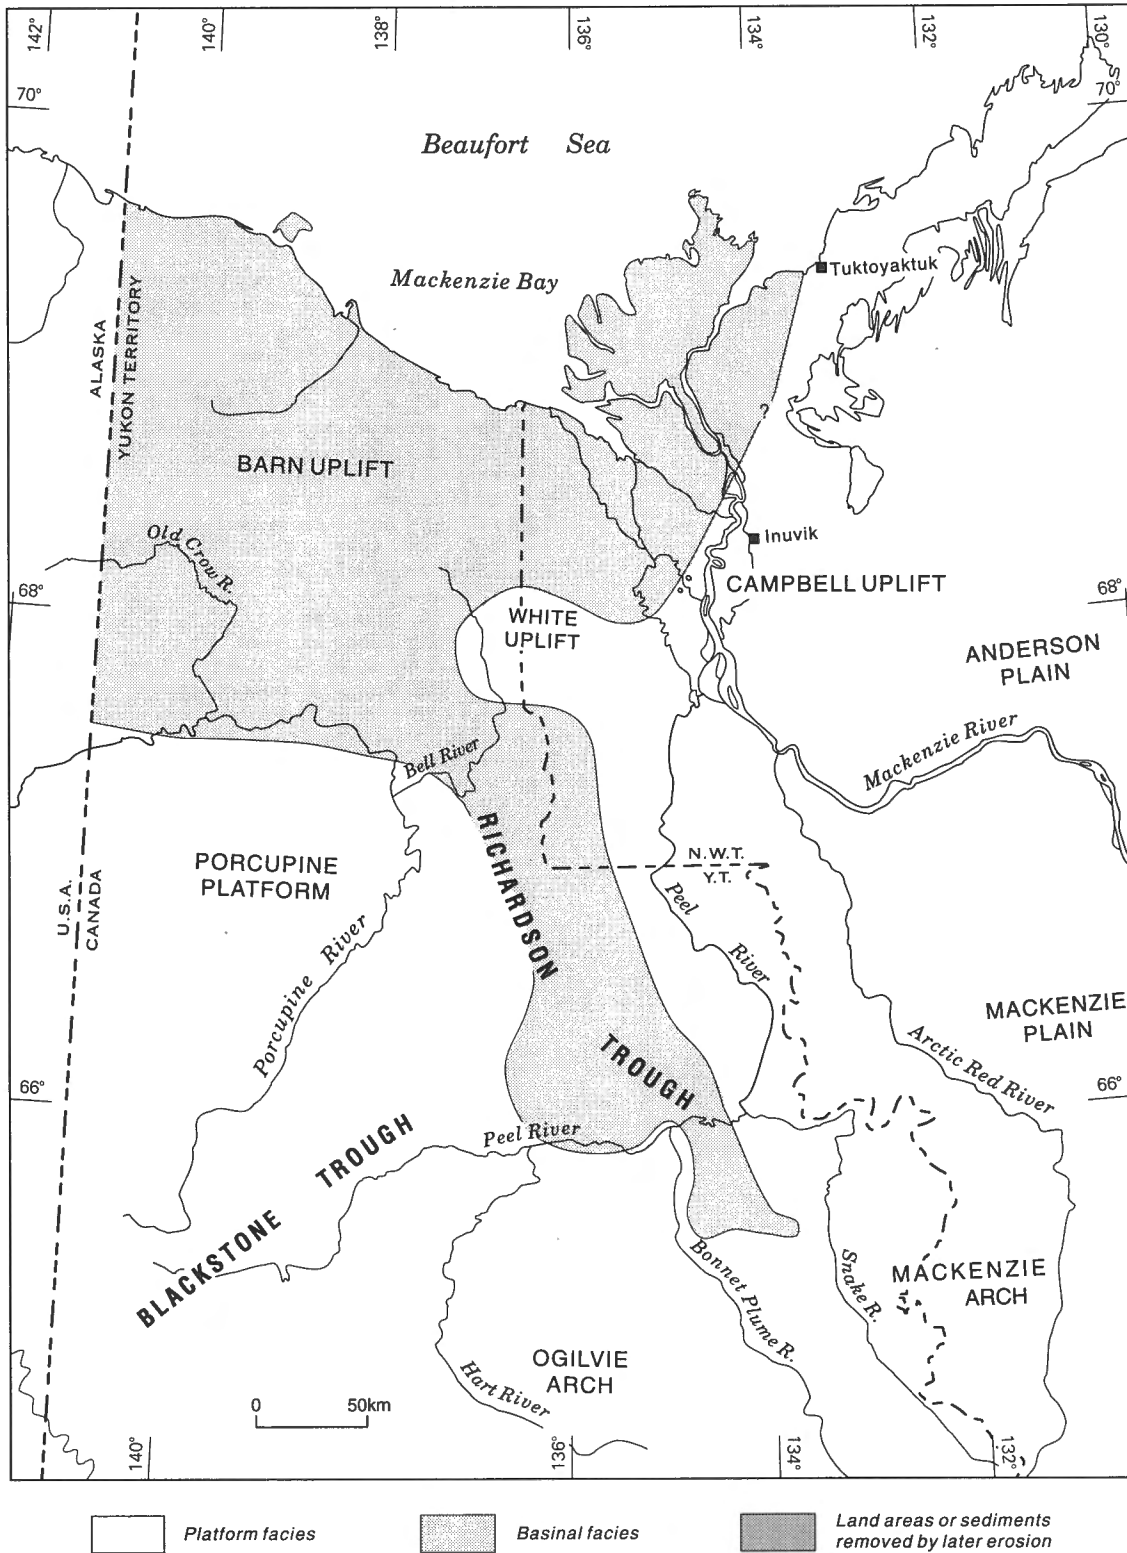 142°
140°
138°
136°
134°
132°
130°
70°
70°
Beaufort Sea
Tuktoyaktuk
Mackenzie Bay
ALASKA
YUKON TERRITORY
?
BARN UPLIFT
Old Crow R.
Inuvik
CAMPBELL UPLIFT
68°
68°
WHITE
UPLIFT
ANDERSON
PLAIN
Mackenzie River
Bell River
RICHARDSON
TROUGH
N.W.T.
Y.T.
PORCUPINE
PLATFORM
U.S.A.
CANADA
Peel
River
Porcupine River
MACKENZIE
PLAIN
Arctic Red River
66°
66°
Peel River
BLACKSTONE TROUGH
Bonnet Plume R.
Snake R.
MACKENZIE
ARCH
OGILVIE
ARCH
Hart River
0 50km
140°
136°
134°
132°
Platform facies
Basinal facies
Land areas or sediments
removed by later erosion